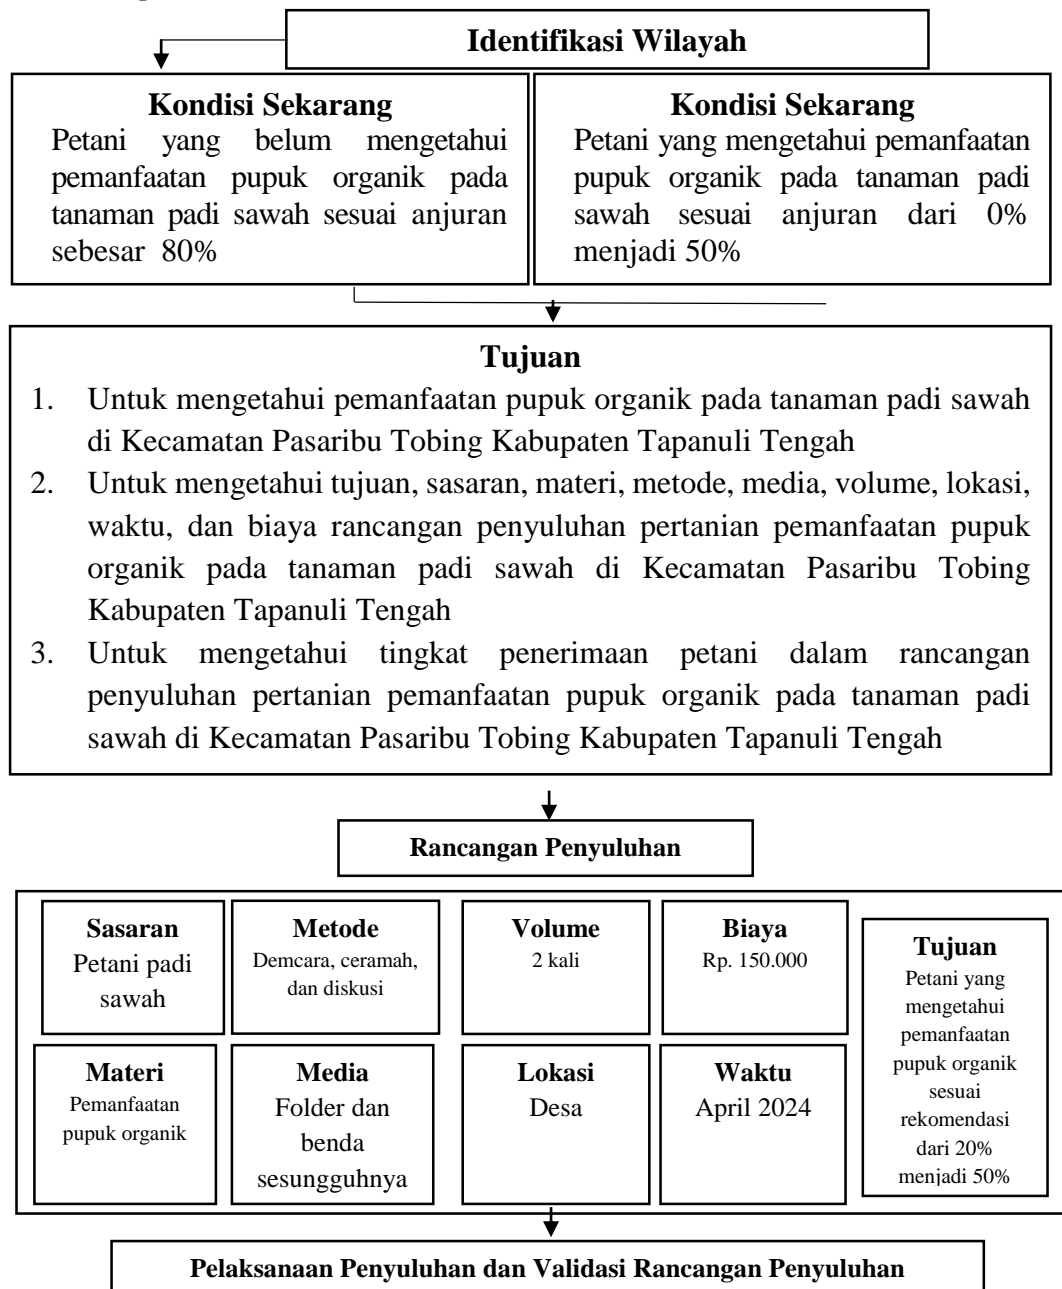 Identifikasi Wilayah
Kondisi Sekarang
Petani yang belum mengetahui
pemanfaatan pupuk organik pada
tanaman padi sawah sesuai anjuran
sebesar 80%
Kondisi Sekarang
Petani yang mengetahui pemanfaatan
pupuk organik pada tanaman padi
sawah sesuai anjuran dari 0%
menjadi 50%
Tujuan
1. Untuk mengetahui pemanfaatan pupuk organik pada tanaman padi sawah
di Kecamatan Pasaribu Tobing Kabupaten Tapanuli Tengah
2. Untuk mengetahui tujuan, sasaran, materi, metode, media, volume, lokasi,
waktu, dan biaya rancangan penyuluhan pertanian pemanfaatan pupuk
organik pada tanaman padi sawah di Kecamatan Pasaribu Tobing
Kabupaten Tapanuli Tengah
3. Untuk mengetahui tingkat penerimaan petani dalam rancangan
penyuluhan pertanian pemanfaatan pupuk organik pada tanaman padi
sawah di Kecamatan Pasaribu Tobing Kabupaten Tapanuli Tengah
Rancangan Penyuluhan
Sasaran
Petani padi
sawah
Metode
Demcara, ceramah,
dan diskusi
Volume
2 kali
Biaya
Rp. 150.000
Tujuan
Petani yang
mengetahui
pemanfaatan
pupuk organik
sesuai
rekomendasi
dari 20%
menjadi 50%
Materi
Pemanfaatan
pupuk organik
Media
Folder dan
benda
sesungguhnya
Lokasi
Desa
Waktu
April 2024
Pelaksanaan Penyuluhan dan Validasi Rancangan Penyuluhan